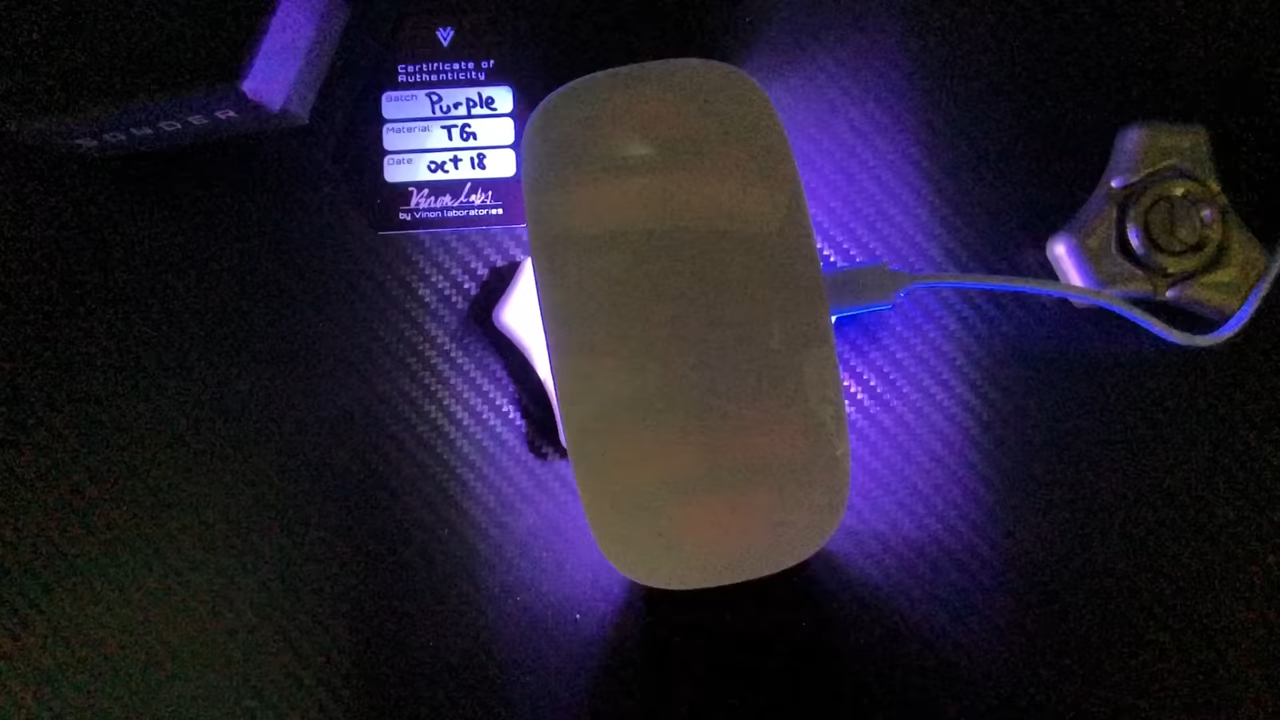 Certificate of
Authenticity
Batch: Purple
Material: TG
Date: oct 18
Vinon Labs
by Vinon laboratories